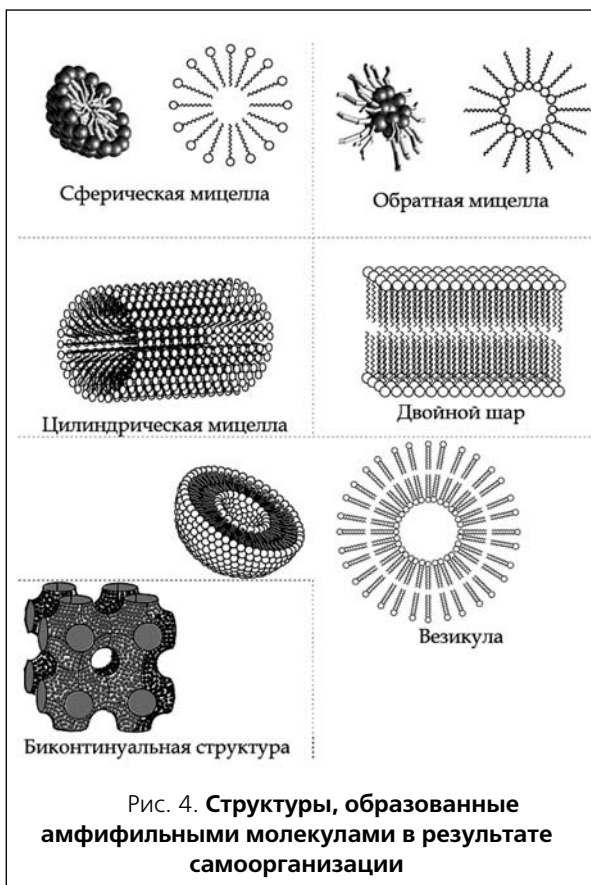 Сферическая мицелла
Обратная мицелла
Цилиндрическая мицелла
Двойной шар
Везикула
Биконтинуальная структура
Рис. 4. Структуры, образованные
амфифильными молекулами в результате
самоорганизации